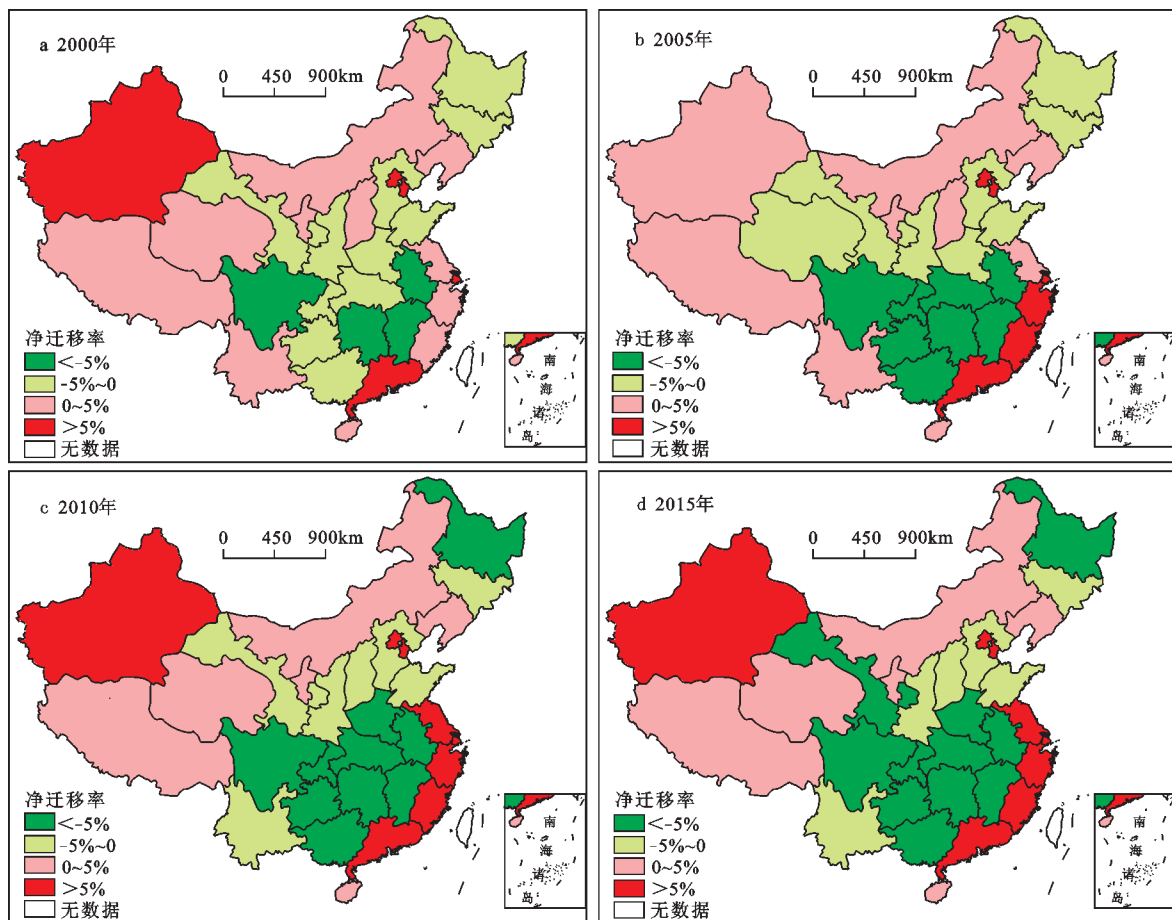 a 2000年
0 450 900km
净迁移率
<-5%
-5%~0
0~5%
>5%
无数据
南
海
诸
岛
b 2005年
0 450 900km
净迁移率
<-5%
-5%~0
0~5%
>5%
无数据
南
海
诸
岛
c 2010年
0 450 900km
净迁移率
<-5%
-5%~0
0~5%
>5%
无数据
南
海
诸
岛
d 2015年
0 450 900km
净迁移率
<-5%
-5%~0
0~5%
>5%
无数据
南
海
诸
岛